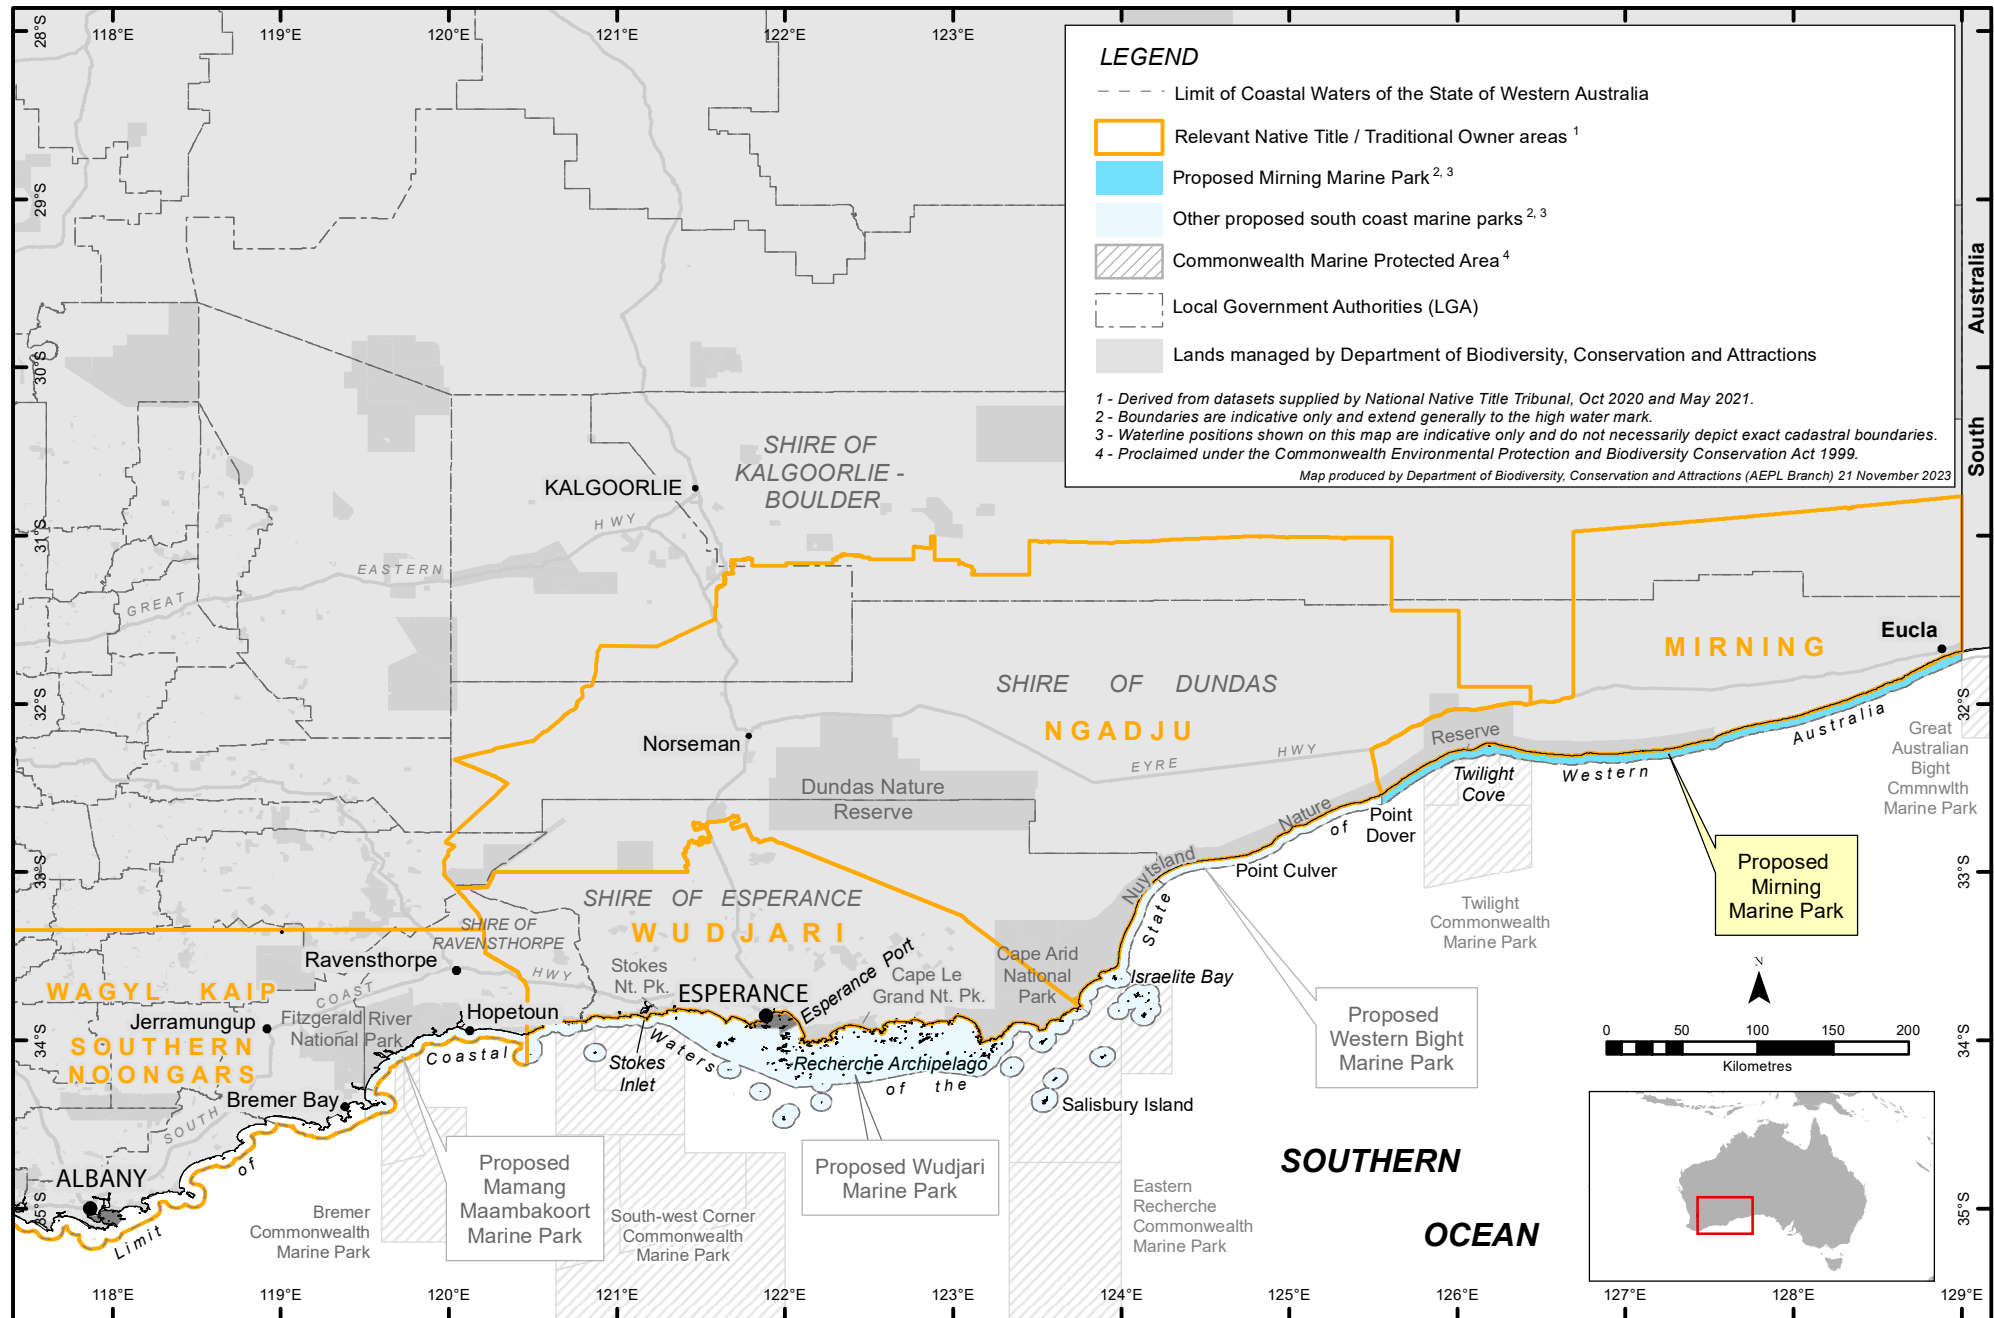 118°E
119°E
120°E
121°E
122°E
123°E
28°S
29°S
30°S
31°S
33°S
34°S
35°S
LEGEND
Limit of Coastal Waters of the State of Western Australia
Relevant Native Title / Traditional Owner areas 1
Proposed Mirning Marine Park 2, 3
Other proposed south coast marine parks 2, 3
Commonwealth Marine Protected Area 4
Local Government Authorities (LGA)
Lands managed by Department of Biodiversity, Conservation and Attractions
1 - Derived from datasets supplied by National Native Title Tribunal, Oct 2020 and May 2021.
2 - Boundaries are indicative only and extend generally to the high water mark.
3 - Waterline positions shown on this map are indicative only and do not necessarily depict exact cadastral boundaries.
4 - Proclaimed under the Commonwealth Environmental Protection and Biodiversity Conservation Act 1999.
Map produced by Department of Biodiversity, Conservation and Attractions (AEPL Branch) 21 November 2023
South Australia
SHIRE OF
KALGOORLIE -
BOULDER
KALGOORLIE
GREAT EASTERN HWY
MIRNING
Eucla
SHIRE OF DUNDAS
NGADJU
Norseman
EYRE HWY
Dundas Nature
Reserve
Nuytsland Nature Reserve
Twilight
Cove
Point
Dover
Point Culver
Great
Australian
Bight
Cmmnwlth
Marine Park
32°S
33°S
34°S
35°S
Proposed
Mirning
Marine Park
Twilight
Commonwealth
Marine Park
SHIRE OF ESPERANCE
WUDJARI
SHIRE OF
RAVENSTHORPE
Ravensthorpe
WAGYL KAIP
SOUTHERN
NOONGARS
Jerramungup
SOUTH COAST HWY
Fitzgerald River
National Park
Hopetoun
Stokes
Nt. Pk.
ESPERANCE
Esperance Port
Cape Le
Grand Nt. Pk.
Cape Arid
National
Park
Israelite Bay
Stokes
Inlet
Recherche Archipelago
Salisbury Island
Bremer Bay
ALBANY
Limit of Coastal Waters of the State of Western Australia
Proposed
Western Bight
Marine Park
Proposed Wudjari
Marine Park
Proposed
Mamang
Maambakoort
Marine Park
Bremer
Commonwealth
Marine Park
South-west Corner
Commonwealth
Marine Park
Eastern
Recherche
Commonwealth
Marine Park
SOUTHERN
OCEAN
N
0 50 100 150 200
Kilometres
118°E
119°E
120°E
121°E
122°E
123°E
124°E
125°E
126°E
127°E
128°E
129°E